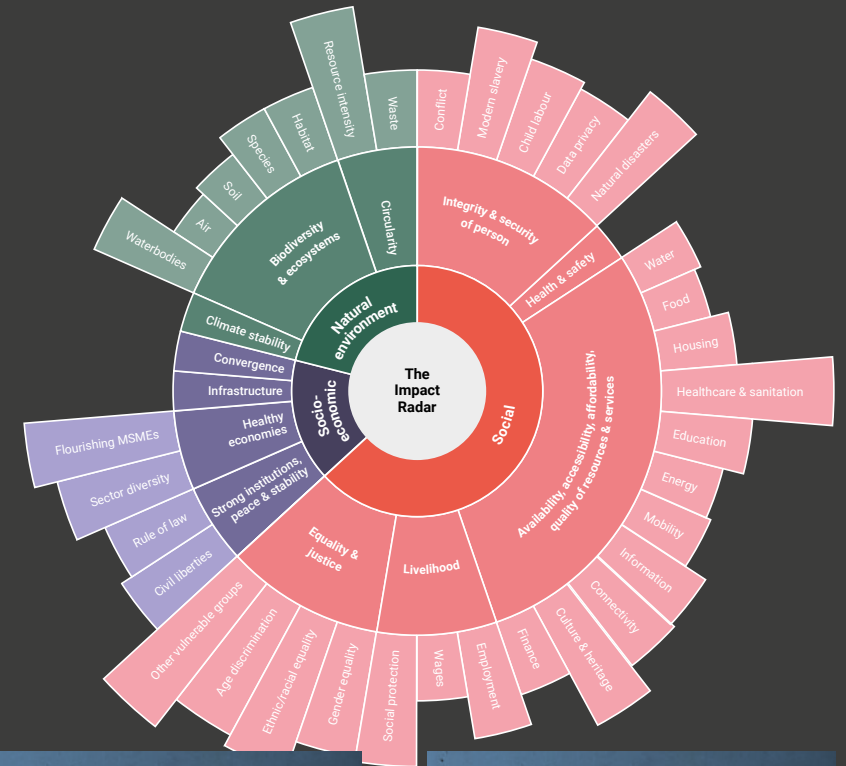 The
Impact
Radar
Social
Integrity & security
of person
Conflict
Modern slavery
Child labour
Data privacy
Natural disasters
Health & safety
Availability, accessibility, affordability,
quality of resources & services
Water
Food
Housing
Healthcare & sanitation
Education
Energy
Mobility
Information
Connectivity
Culture & heritage
Finance
Livelihood
Employment
Wages
Social protection
Equality &
justice
Gender equality
Ethnic/racial equality
Age discrimination
Other vulnerable groups
Socio-
economic
Strong institutions,
peace & stability
Civil liberties
Rule of law
Healthy
economies
Sector diversity
Flourishing MSMEs
Infrastructure
Convergence
Natural
environment
Climate stability
Biodiversity
& ecosystems
Waterbodies
Air
Soil
Species
Habitat
Circularity
Resource intensity
Waste